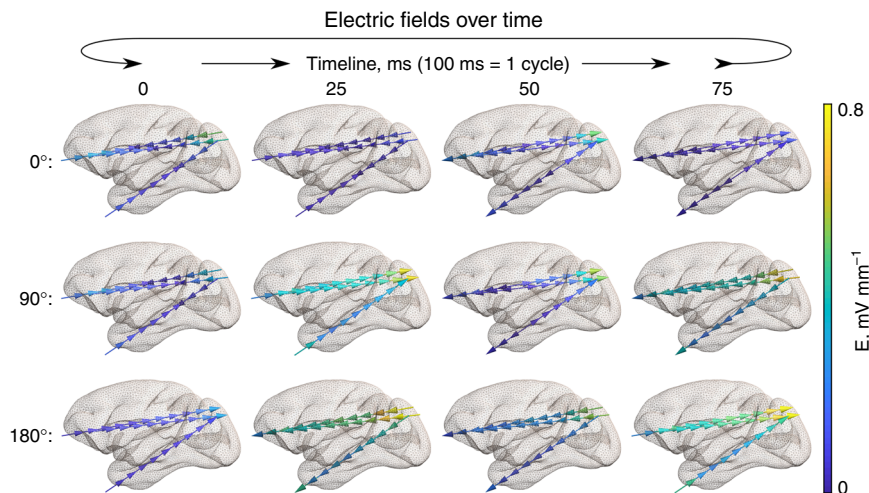 Electric fields over time
Timeline, ms (100 ms = 1 cycle)
0 25 50 75
0.8
0°:
90°:
E, mV mm⁻¹
180°:
0